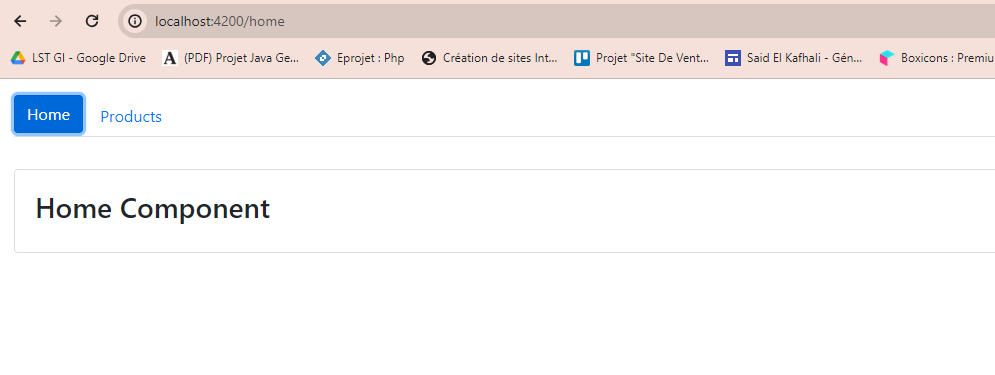 localhost:4200/home
LST GI - Google Drive (PDF) Projet Java Ge... Eprojet : Php Création de sites Int... Projet "Site De Vent... Said El Kafhali - Gén... Boxicons : Premiu
Home Products
Home Component